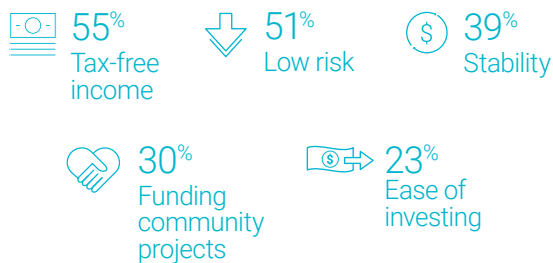 55%
Tax-free
income
51%
Low risk
39%
Stability
30%
Funding
community
projects
23%
Ease of
investing